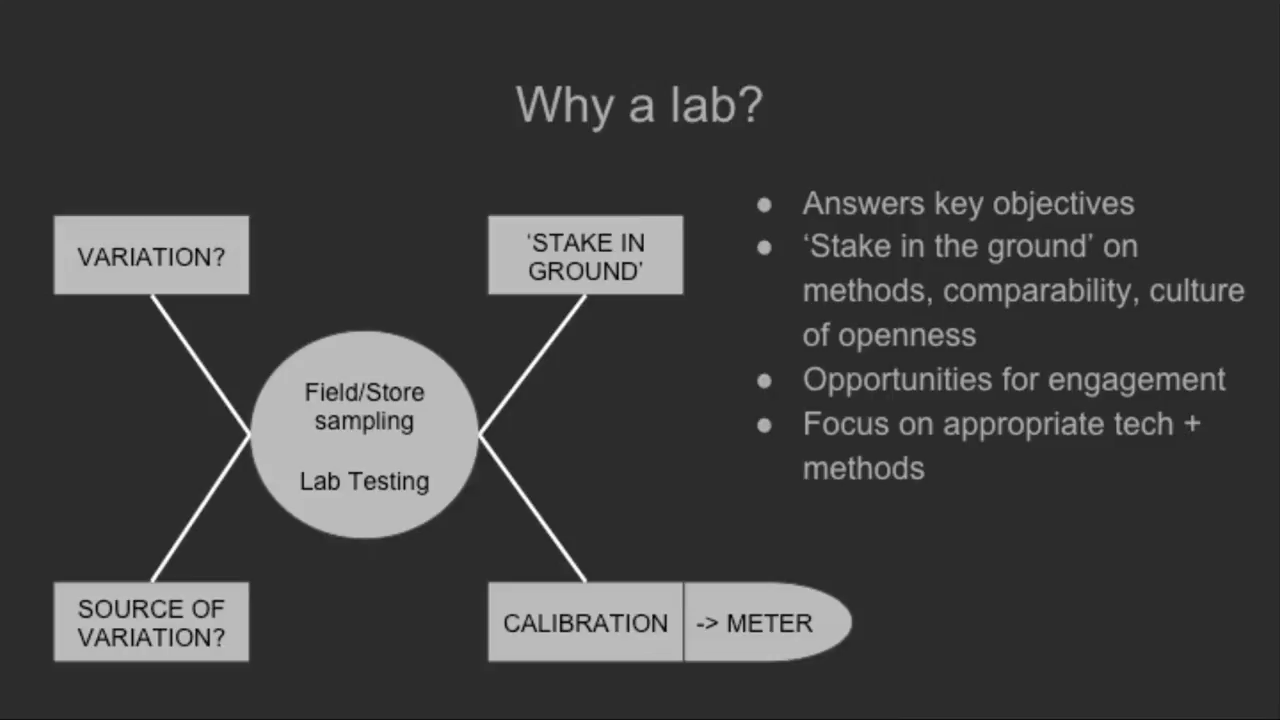 Why a lab?
VARIATION?
‘STAKE IN
GROUND’
Field/Store
sampling
Lab Testing
SOURCE OF
VARIATION?
CALIBRATION
-> METER
● Answers key objectives
● ‘Stake in the ground’ on
methods, comparability, culture
of openness
● Opportunities for engagement
● Focus on appropriate tech +
methods